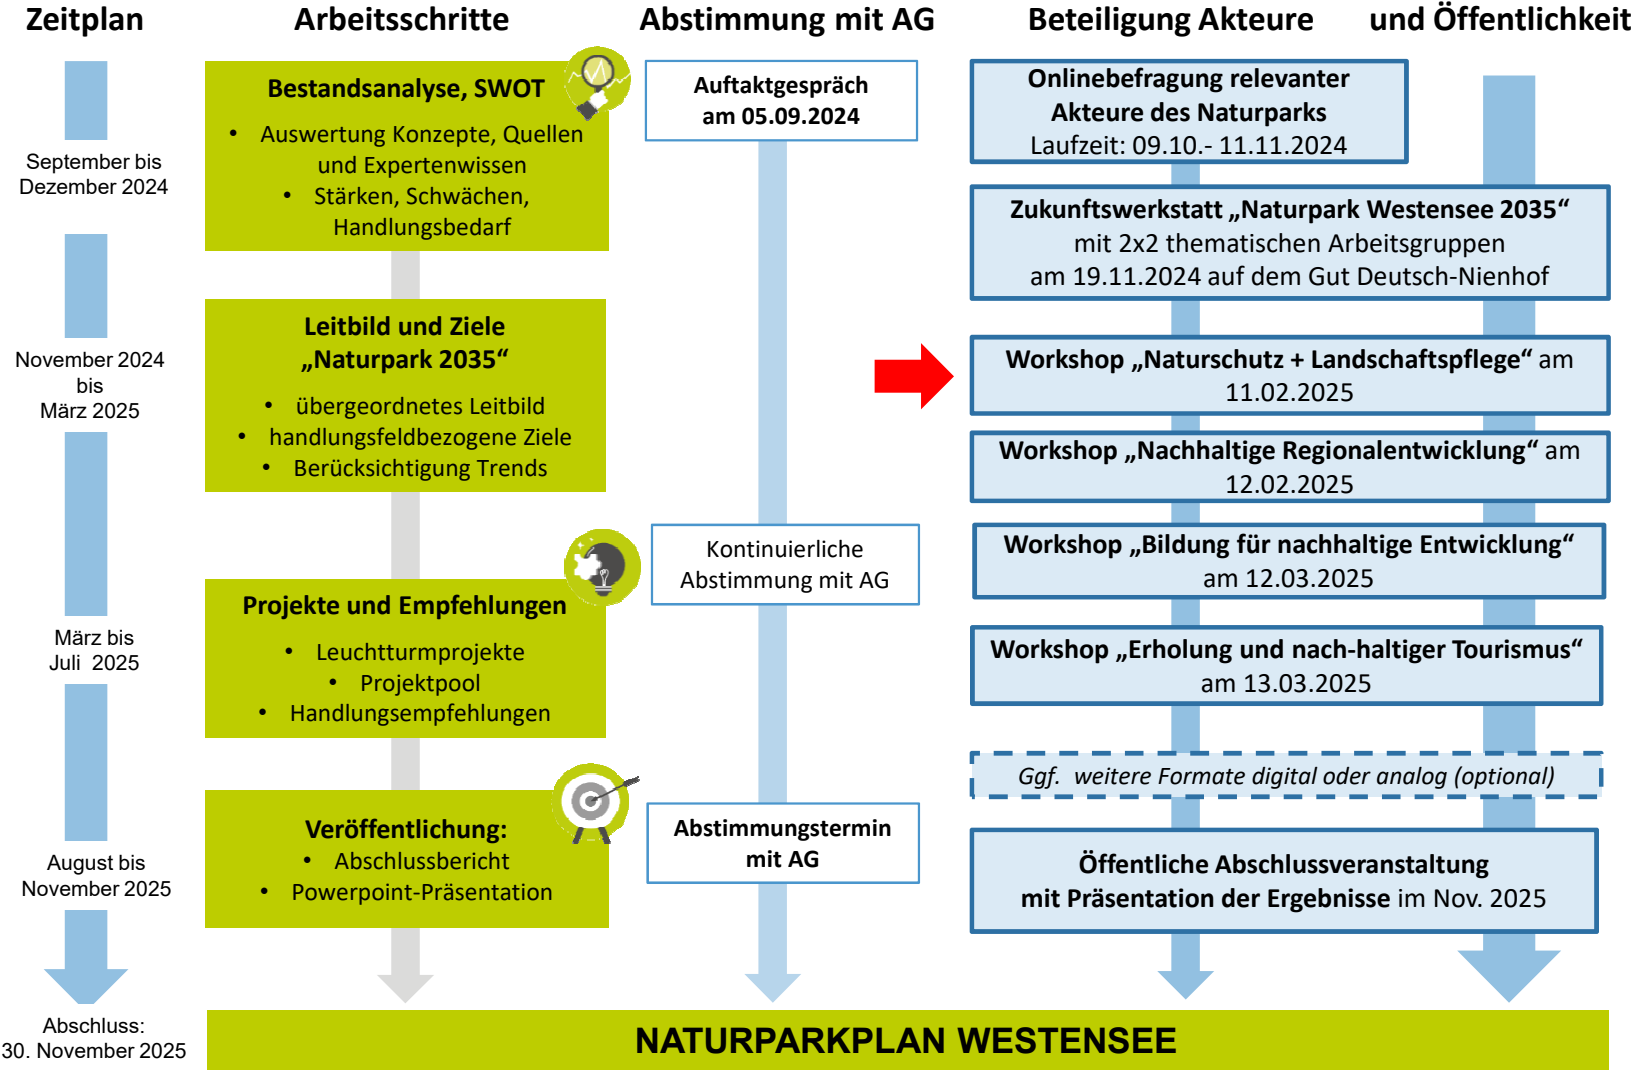 Zeitplan
Arbeitsschritte
Abstimmung mit AG
Beteiligung Akteure
und Öffentlichkeit
September bis
Dezember 2024
November 2024
bis
März 2025
März bis
Juli 2025
August bis
November 2025
Abschluss:
30. November 2025
Bestandsanalyse, SWOT
• Auswertung Konzepte, Quellen
und Expertenwissen
• Stärken, Schwächen,
Handlungsbedarf
Leitbild und Ziele
„Naturpark 2035“
• übergeordnetes Leitbild
• handlungsfeldbezogene Ziele
• Berücksichtigung Trends
Projekte und Empfehlungen
• Leuchtturmprojekte
• Projektpool
• Handlungsempfehlungen
Veröffentlichung:
• Abschlussbericht
• Powerpoint-Präsentation
Auftaktgespräch
am 05.09.2024
Kontinuierliche
Abstimmung mit AG
Abstimmungstermin
mit AG
Onlinebefragung relevanter
Akteure des Naturparks
Laufzeit: 09.10.- 11.11.2024
Zukunftswerkstatt „Naturpark Westensee 2035“
mit 2x2 thematischen Arbeitsgruppen
am 19.11.2024 auf dem Gut Deutsch-Nienhof
Workshop „Naturschutz + Landschaftspflege“ am
11.02.2025
Workshop „Nachhaltige Regionalentwicklung“ am
12.02.2025
Workshop „Bildung für nachhaltige Entwicklung“
am 12.03.2025
Workshop „Erholung und nach-haltiger Tourismus“
am 13.03.2025
Ggf. weitere Formate digital oder analog (optional)
Öffentliche Abschlussveranstaltung
mit Präsentation der Ergebnisse im Nov. 2025
NATURPARKPLAN WESTENSEE